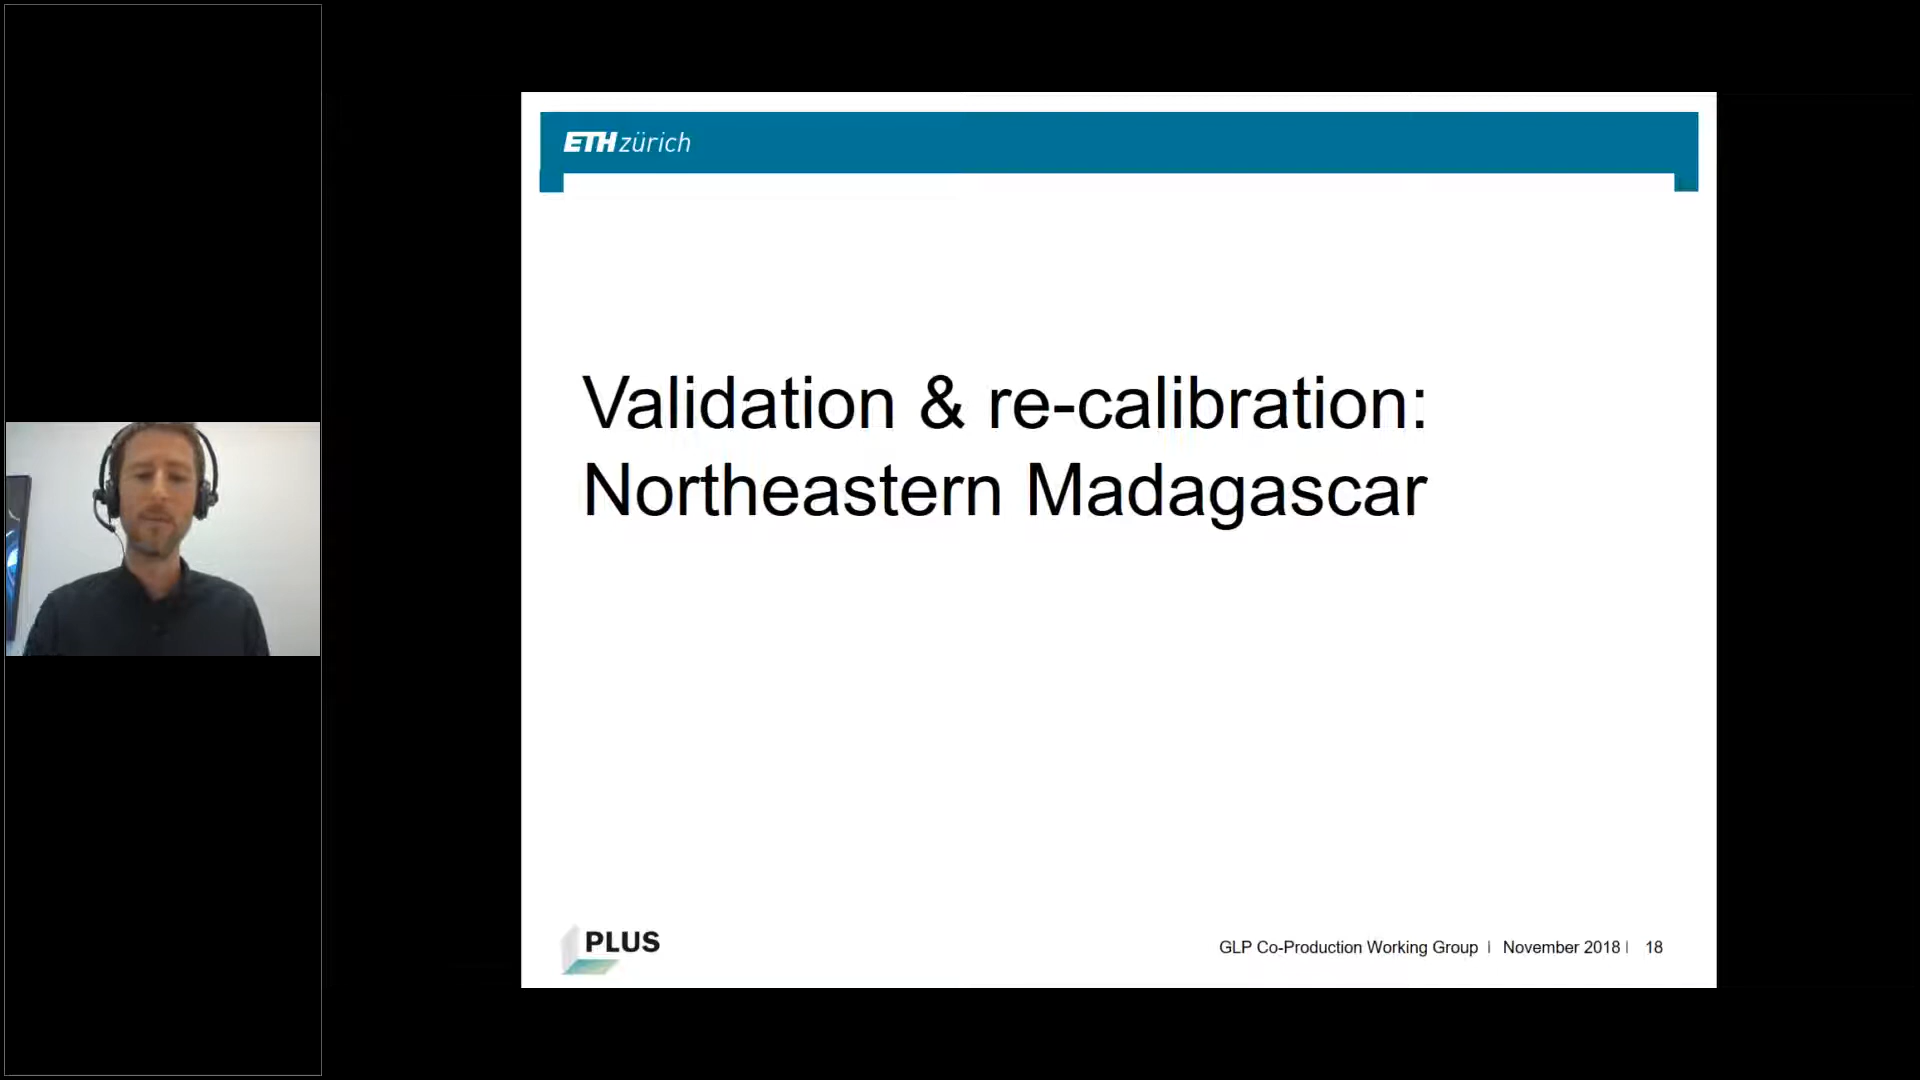 ETH zürich
Validation & re-calibration:
Northeastern Madagascar
PLUS
GLP Co-Production Working Group | November 2018 | 18